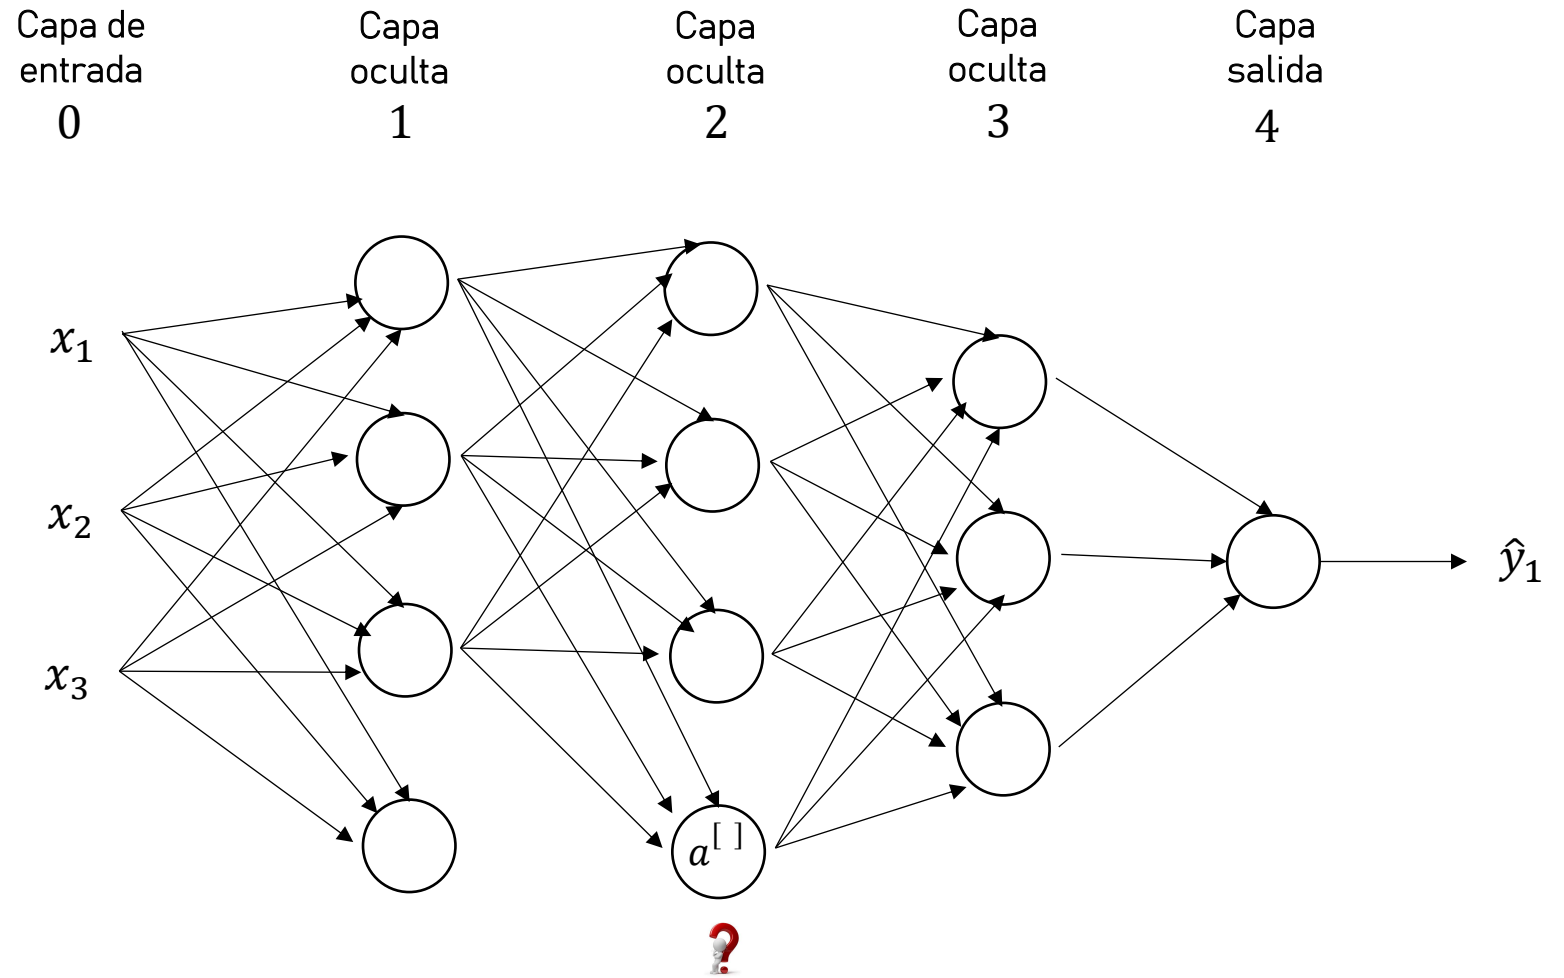 Capa de entrada
0
Capa oculta
1
Capa oculta
2
Capa oculta
3
Capa salida
4
x₁
x₂
x₃
a[ ]
ŷ₁
?